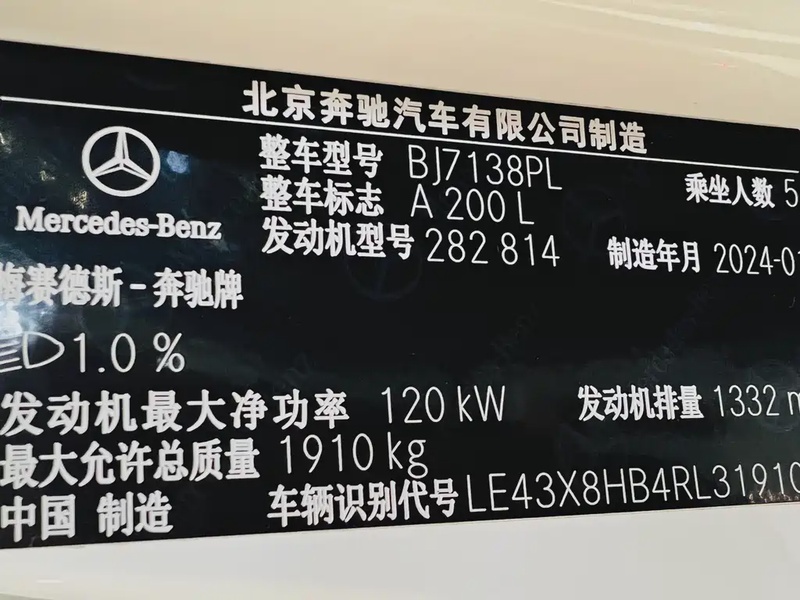 北京奔驰汽车有限公司制造
Mercedes-Benz
整车型号 BJ7138PL
乘坐人数 5
整车标志 A 200 L
发动机型号 282 814
制造年月 2024-01
梅赛德斯-奔驰牌
1.0 %
发动机最大净功率 120 kW
发动机排量 1332 m
最大允许总质量 1910 kg
中国 制造
车辆识别代号 LE43X8HB4RL31910